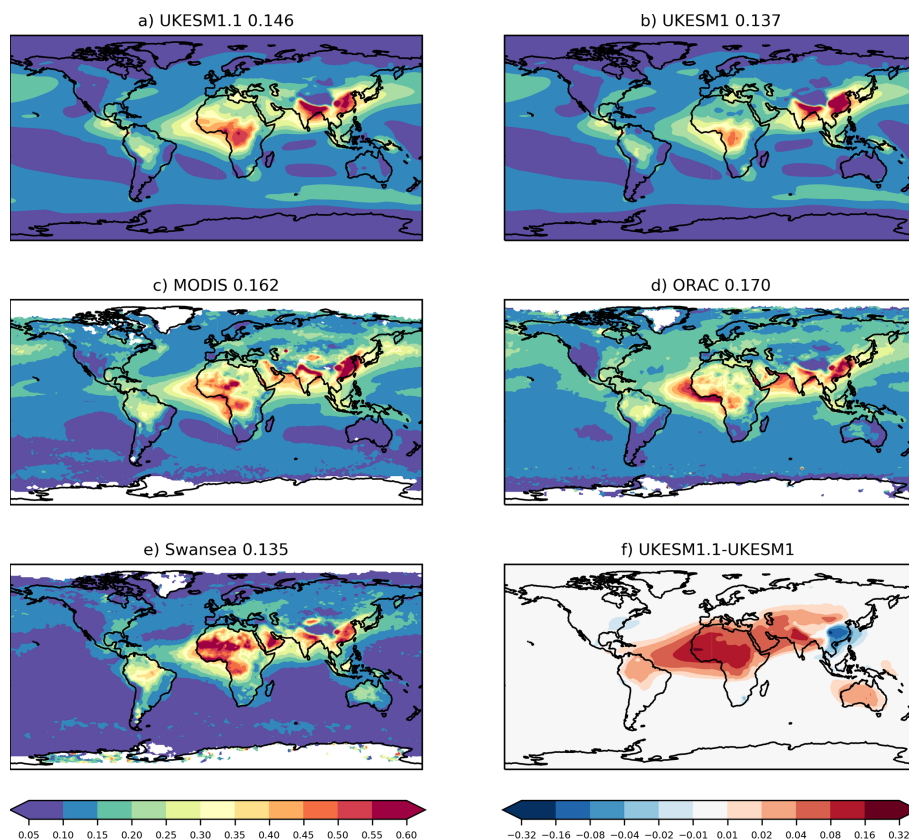 a) UKESM1.1 0.146
b) UKESM1 0.137
c) MODIS 0.162
d) ORAC 0.170
e) Swansea 0.135
f) UKESM1.1-UKESM1
0.05 0.10 0.15 0.20 0.25 0.30 0.35 0.40 0.45 0.50 0.55 0.60
−0.32 −0.16 −0.08 −0.04 −0.02 −0.01 0.01 0.02 0.04 0.08 0.16 0.32